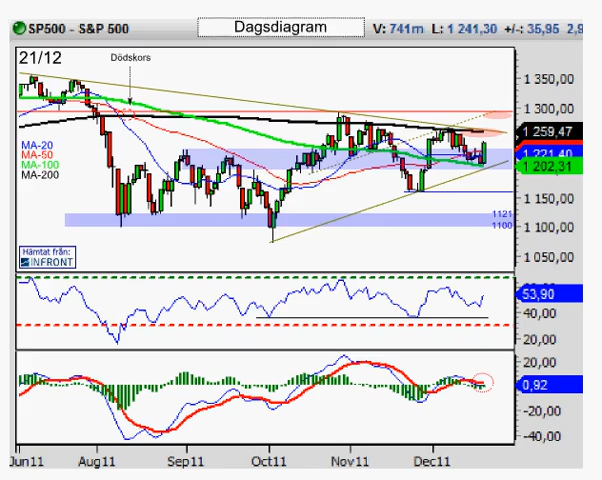 SP500 - S&P 500
Dagsdiagram
V: 741m L: 1 241,30 +/-: 35,95 2,9
21/12
Dödskors
MA-20
MA-50
MA-100
MA-200
1 350,00
1 300,00
1 259,47
1 202,31
1 150,00
1 100,00
1 050,00
1121
1100
Hämtat från:
INFRONT
53,90
40,00
20,00
20,00
0,92
-20,00
-40,00
Jun11 Aug11 Sep11 Oct11 Nov11 Dec11